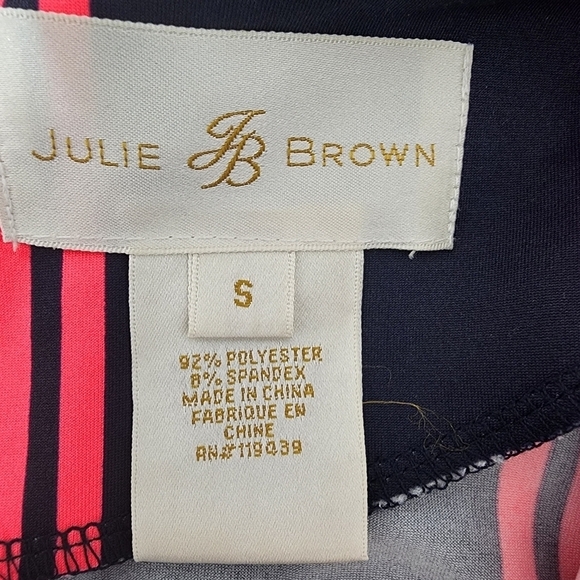 JULIE JB BROWN
S
92% POLYESTER
8% SPANDEX
MADE IN CHINA
FABRIQUE EN
CHINE
RN#119439